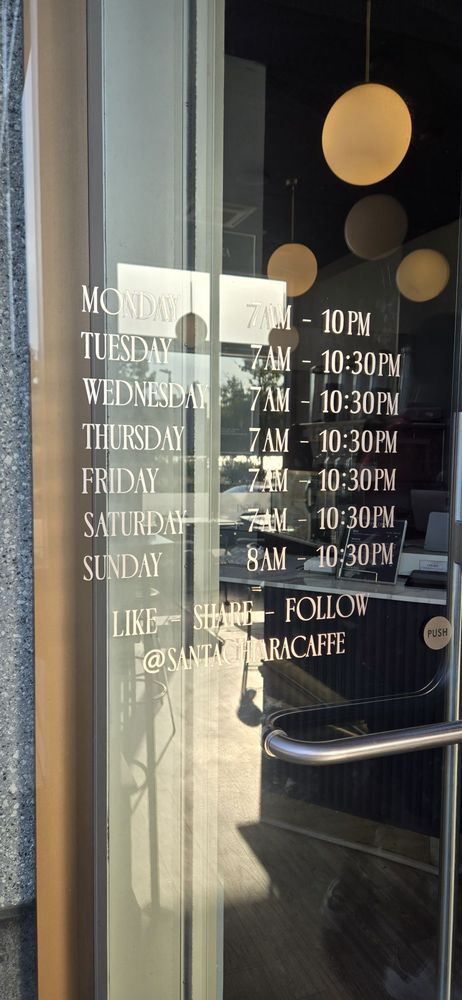 MONDAY 7AM - 10PM
TUESDAY 7AM - 10:30PM
WEDNESDAY 7AM - 10:30PM
THURSDAY 7AM - 10:30PM
FRIDAY 7AM - 10:30PM
SATURDAY 7AM - 10:30PM
SUNDAY 8AM - 10:30PM
LIKE - SHARE - FOLLOW
@SANTACHIARACAFFE
PUSH